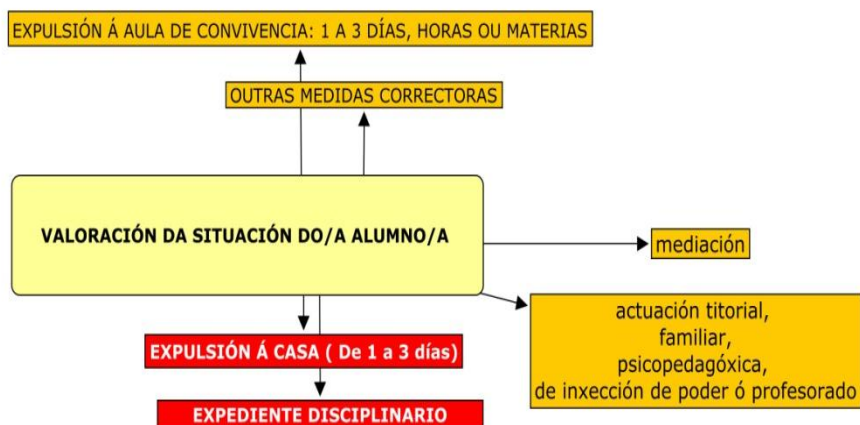 EXPULSIÓN Á AULA DE CONVIVENCIA: 1 A 3 DÍAS, HORAS OU MATERIAS
OUTRAS MEDIDAS CORRECTORAS
VALORACIÓN DA SITUACIÓN DO/A ALUMNO/A
mediación
actuación titorial,
familiar,
psicopedagóxica,
de inxección de poder ó profesorado
EXPULSIÓN Á CASA ( De 1 a 3 días)
EXPEDIENTE DISCIPLINARIO